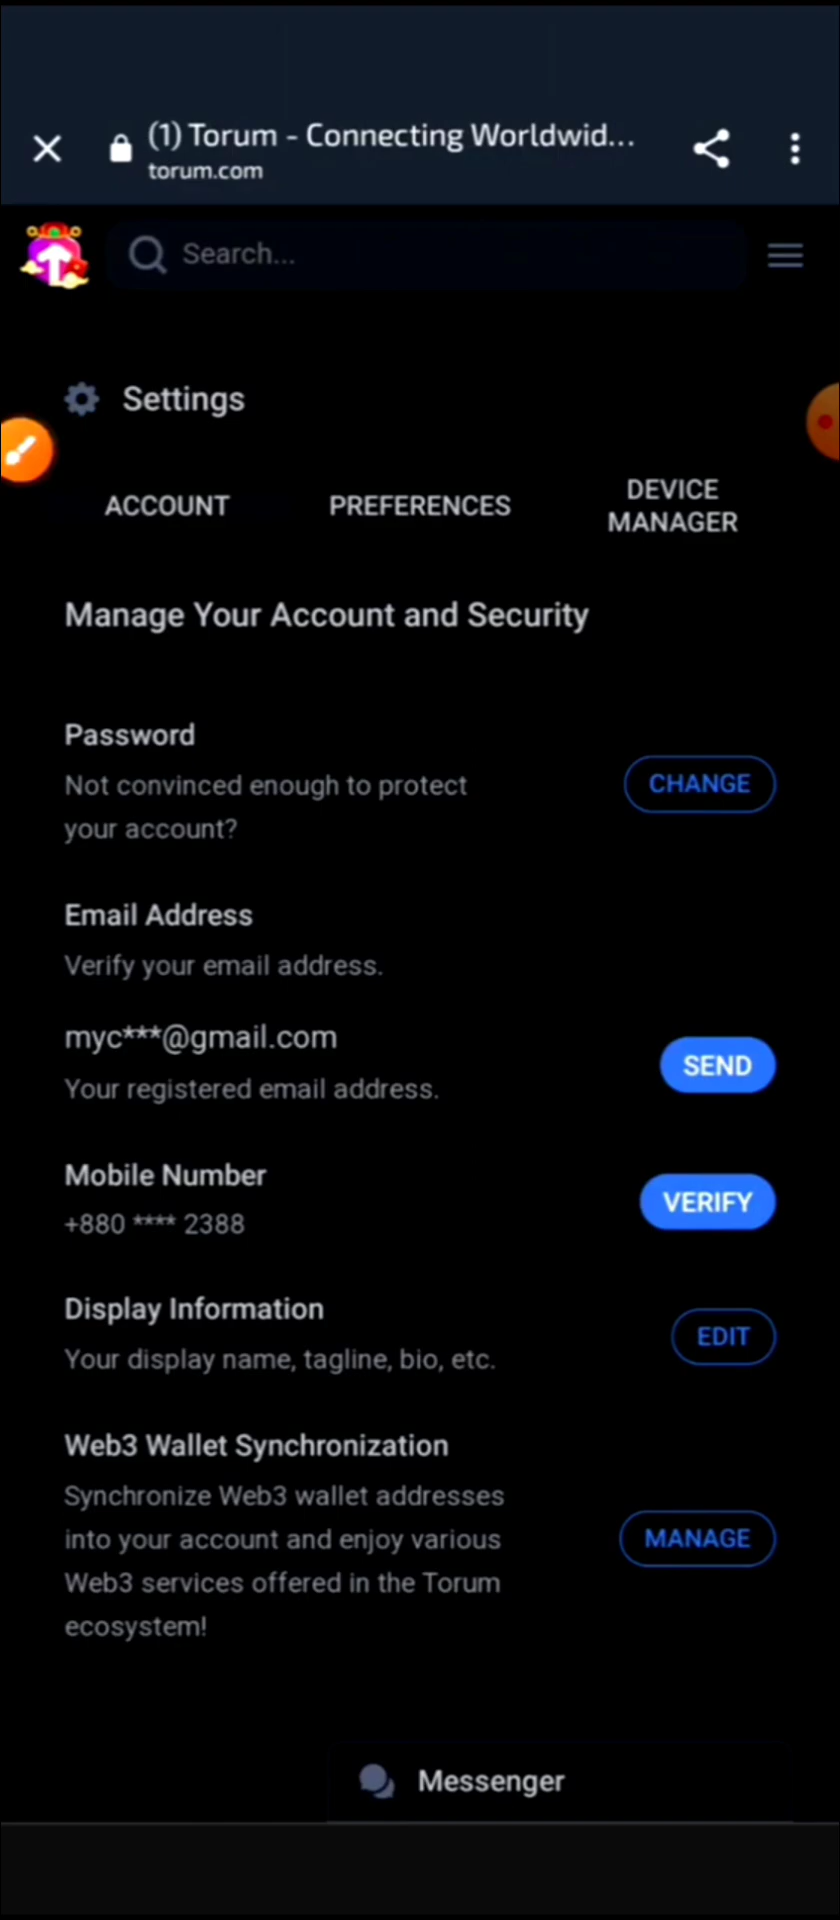 (1) Torum - Connecting Worldwid...
torum.com
Search...
Settings
ACCOUNT
PREFERENCES
DEVICE
MANAGER
Manage Your Account and Security
Password
Not convinced enough to protect
your account?
CHANGE
Email Address
Verify your email address.
myc***@gmail.com
Your registered email address.
SEND
Mobile Number
+880 **** 2388
VERIFY
Display Information
Your display name, tagline, bio, etc.
EDIT
Web3 Wallet Synchronization
Synchronize Web3 wallet addresses
into your account and enjoy various
Web3 services offered in the Torum
ecosystem!
MANAGE
Messenger